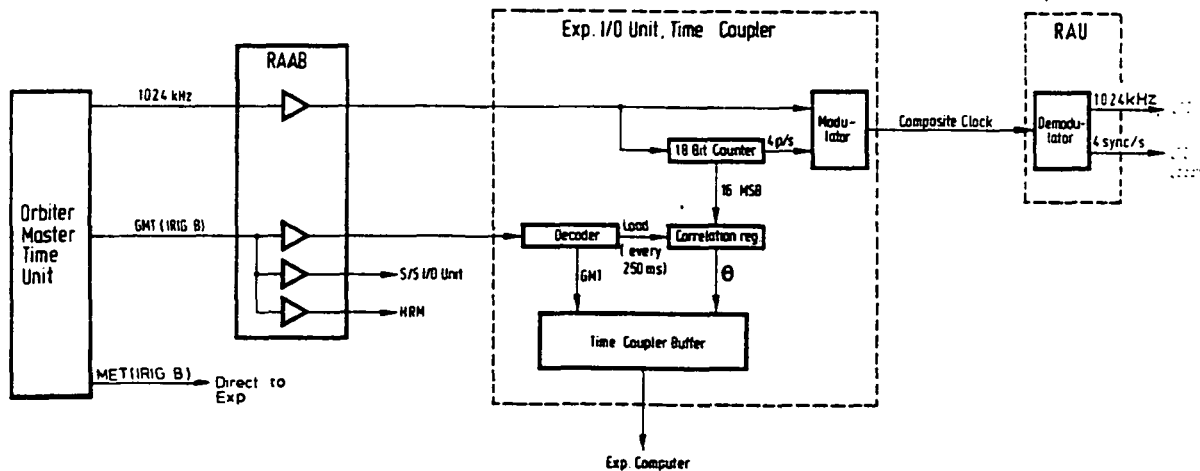 Exp. I/O Unit, Time Coupler
RAU
RAAB
1024 kHz
1024kHz
Modu-
lator
Composite Clock
Demodu-
lator
4 sync/s
18 Bit Counter
4p/s
16 MSB
Orbiter
Master
Time
Unit
GMT (IRIG B)
Decoder
Load
( every
250 ms)
Correlation reg
S/S I/O Unit
GMT
Θ
HRM
Time Coupler Buffer
MET(IRIG B)
Direct to
Exp
Exp. Computer